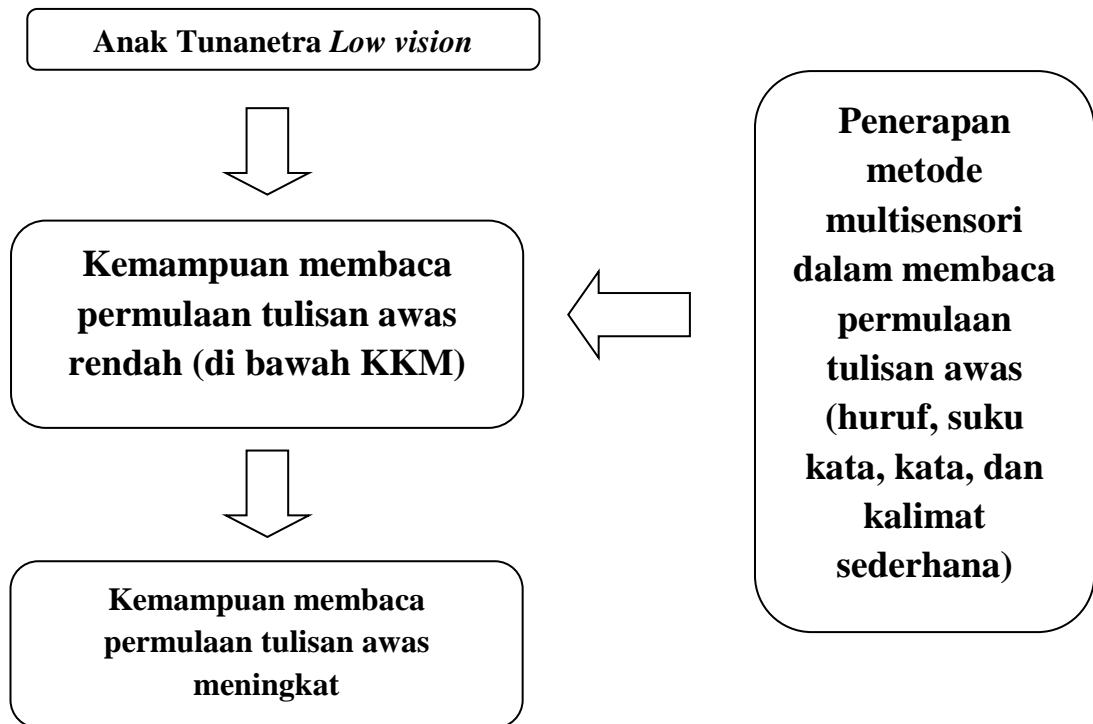 Anak Tunanetra Low vision
Kemampuan membaca
permulaan tulisan awas
rendah (di bawah KKM)
Kemampuan membaca
permulaan tulisan awas
meningkat
Penerapan
metode
multisensori
dalam membaca
permulaan
tulisan awas
(huruf, suku
kata, kata, dan
kalimat
sederhana)